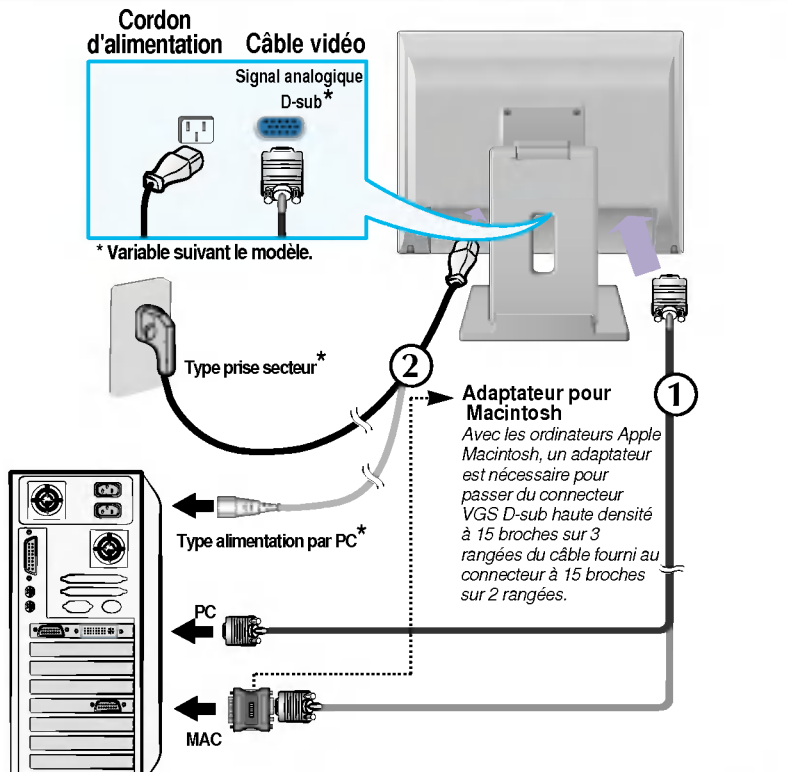 Cordon
d'alimentation
Câble vidéo
Signal analogique
D-sub*
* Variable suivant le modèle.
Type prise secteur*
2
1
Adaptateur pour
Macintosh
Avec les ordinateurs Apple
Macintosh, un adaptateur
est nécessaire pour
passer du connecteur
VGS D-sub haute densité
à 15 broches sur 3
rangées du câble fourni au
connecteur à 15 broches
sur 2 rangées.
Type alimentation par PC*
PC
MAC